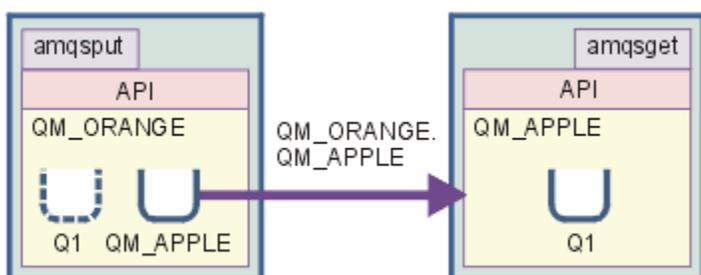 amqsput
API
QM_ORANGE
Q1
QM_APPLE
QM_ORANGE.
QM_APPLE
amqsget
API
QM_APPLE
Q1